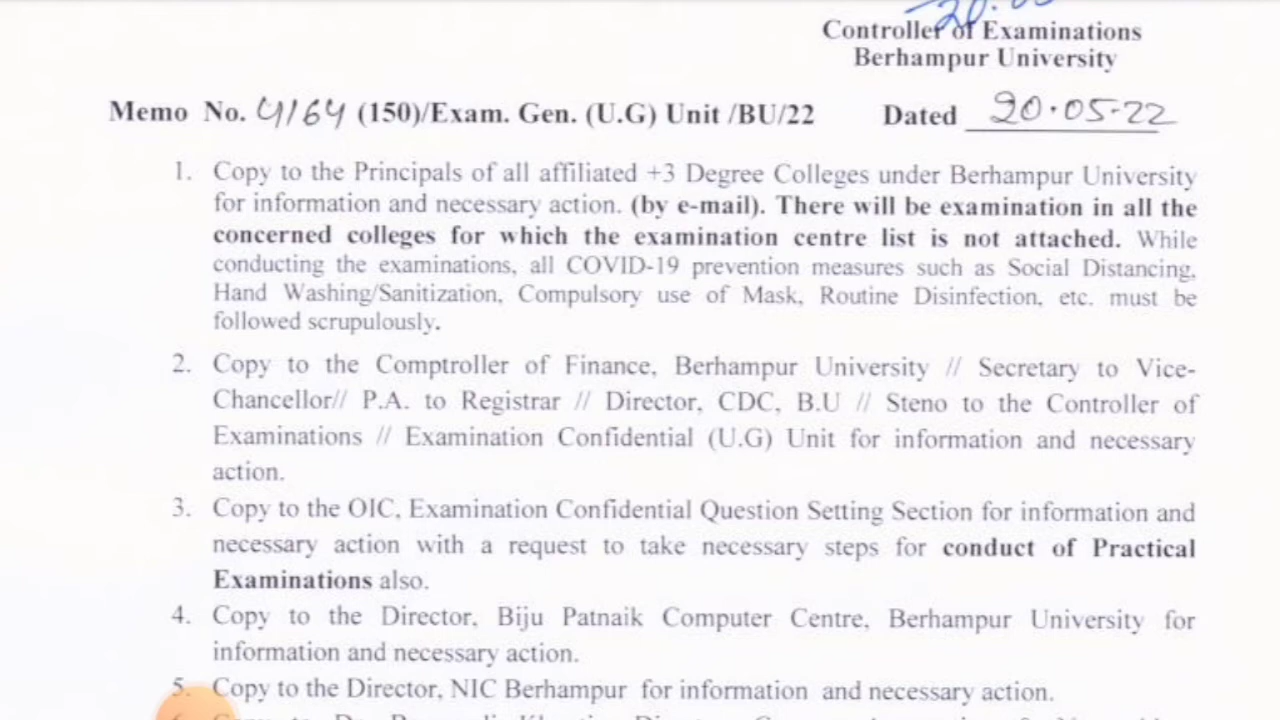 Controller of Examinations
Berhampur University
Memo No. 4164 (150)/Exam. Gen. (U.G) Unit /BU/22 Dated 20.05-22
1. Copy to the Principals of all affiliated +3 Degree Colleges under Berhampur University
for information and necessary action. (by e-mail). There will be examination in all the
concerned colleges for which the examination centre list is not attached. While
conducting the examinations, all COVID-19 prevention measures such as Social Distancing,
Hand Washing/Sanitization, Compulsory use of Mask, Routine Disinfection, etc. must be
followed scrupulously.
2. Copy to the Comptroller of Finance, Berhampur University // Secretary to Vice-
Chancellor// P.A. to Registrar // Director, CDC, B.U // Steno to the Controller of
Examinations // Examination Confidential (U.G) Unit for information and necessary
action.
3. Copy to the OIC, Examination Confidential Question Setting Section for information and
necessary action with a request to take necessary steps for conduct of Practical
Examinations also.
4. Copy to the Director, Biju Patnaik Computer Centre, Berhampur University for
information and necessary action.
5. Copy to the Director, NIC Berhampur for information and necessary action.